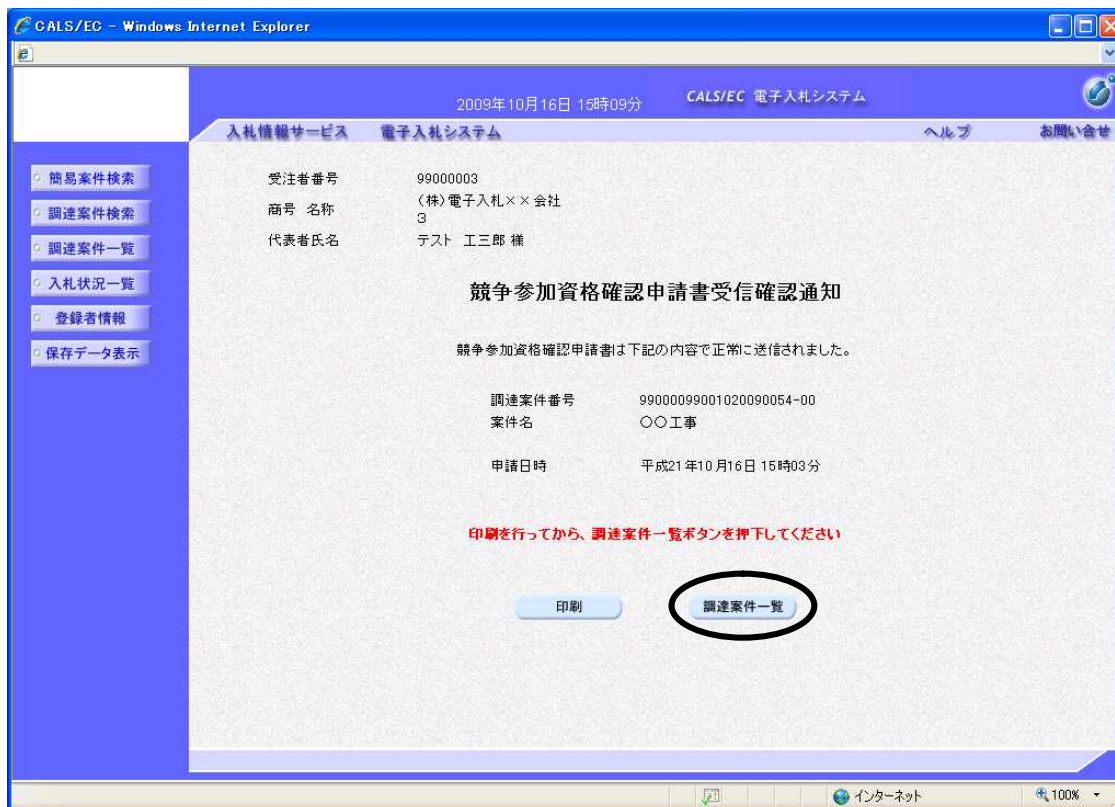 CALS/EC - Windows Internet Explorer
2009年10月16日 15時09分
CALS/EC 電子入札システム
入札情報サービス 電子入札システム ヘルプ お問い合せ
簡易案件検索
調達案件検索
調達案件一覧
入札状況一覧
登録者情報
保存データ表示
受注者番号 99000003
商号 名称 (株)電子入札××会社
3
代表者氏名 テスト 工三郎 様
競争参加資格確認申請書受信確認通知
競争参加資格確認申請書は下記の内容で正常に送信されました。
調達案件番号 99000099001020090054-00
案件名 〇〇工事
申請日時 平成21年10月16日 15時03分
印刷を行ってから、調達案件一覧ボタンを押下してください
印刷 調達案件一覧
インターネット 100%